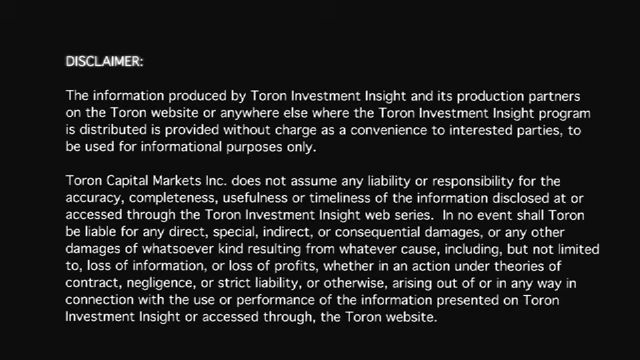 DISCLAIMER:
The information produced by Toron Investment Insight and its production partners
on the Toron website or anywhere else where the Toron Investment Insight program
is distributed is provided without charge as a convenience to interested parties, to
be used for informational purposes only.
Toron Capital Markets Inc. does not assume any liability or responsibility for the
accuracy, completeness, usefulness or timeliness of the information disclosed at or
accessed through the Toron Investment Insight web series. In no event shall Toron
be liable for any direct, special, indirect, or consequential damages, or any other
damages of whatsoever kind resulting from whatever cause, including, but not limited
to, loss of information, or loss of profits, whether in an action under theories of
contract, negligence, or strict liability, or otherwise, arising out of or in any way in
connection with the use or performance of the information presented on Toron
Investment Insight or accessed through, the Toron website.